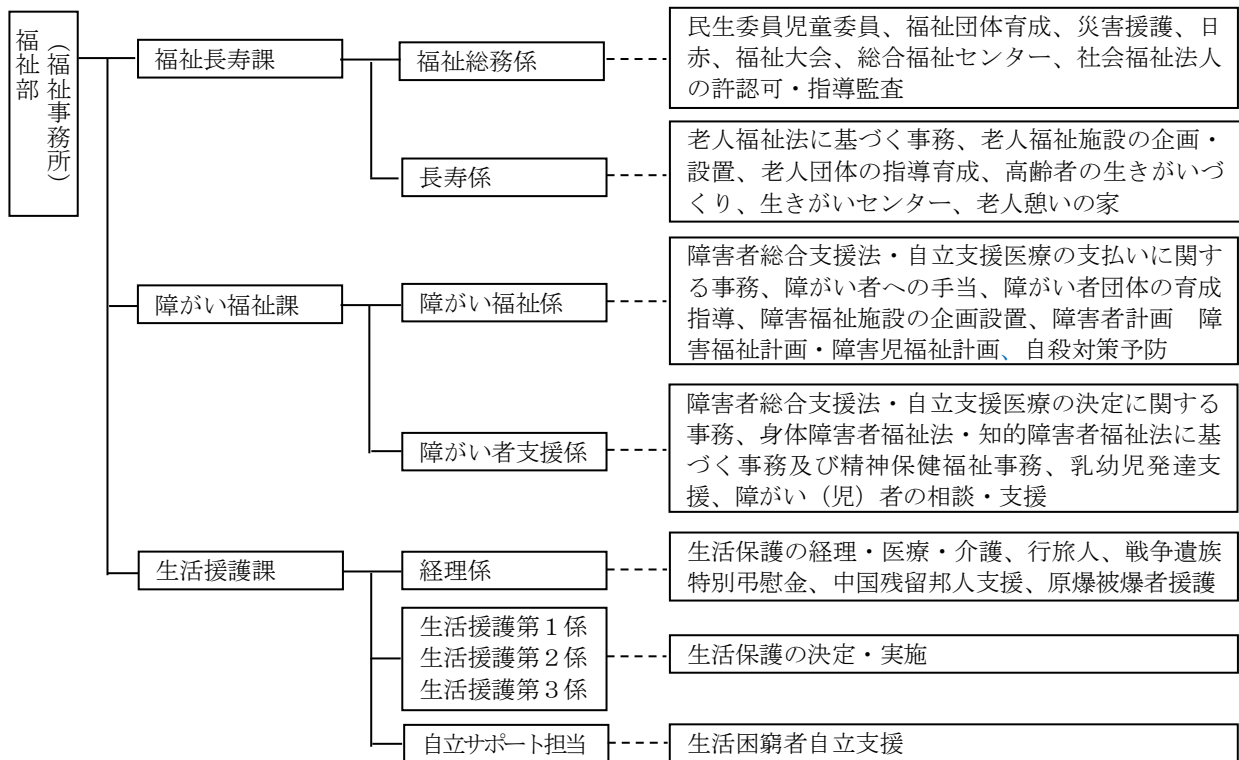 福祉部
（福祉事務所）
福祉長寿課
福祉総務係
民生委員児童委員、福祉団体育成、災害援護、日
赤、福祉大会、総合福祉センター、社会福祉法人
の許認可・指導監査
長寿係
老人福祉法に基づく事務、老人福祉施設の企画・
設置、老人団体の指導育成、高齢者の生きがいづ
くり、生きがいセンター、老人憩いの家
障がい福祉課
障がい福祉係
障害者総合支援法・自立支援医療の支払いに関す
る事務、障がい者への手当、障がい者団体の育成
指導、障害福祉施設の企画設置、障害者計画　障
害福祉計画・障害児福祉計画、自殺対策予防
障がい者支援係
障害者総合支援法・自立支援医療の決定に関する
事務、身体障害者福祉法・知的障害者福祉法に基
づく事務及び精神保健福祉事務、乳幼児発達支
援、障がい（児）者の相談・支援
生活援護課
経理係
生活保護の経理・医療・介護、行旅人、戦争遺族
特別弔慰金、中国残留邦人支援、原爆被爆者援護
生活援護第１係
生活援護第２係
生活援護第３係
生活保護の決定・実施
自立サポート担当
生活困窮者自立支援